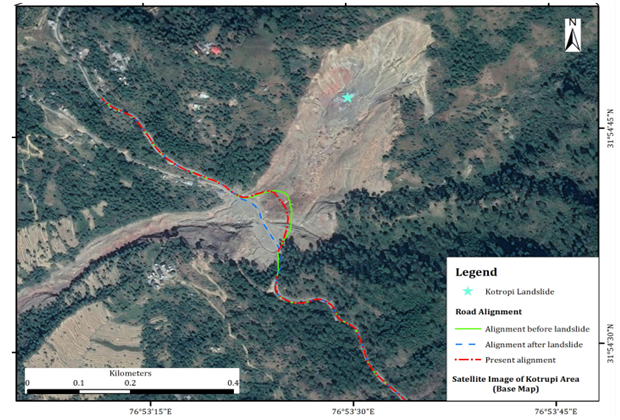 N
31°54'45"N
31°54'30"N
Legend
Kotropi Landslide
Road Alignment
Alignment before landslide
Alignment after landslide
Present alignment
Satellite Image of Kotrupi Area
(Base Map)
Kilometers
0 0.1 0.2 0.4
76°53'15"E 76°53'30"E 76°53'45"E